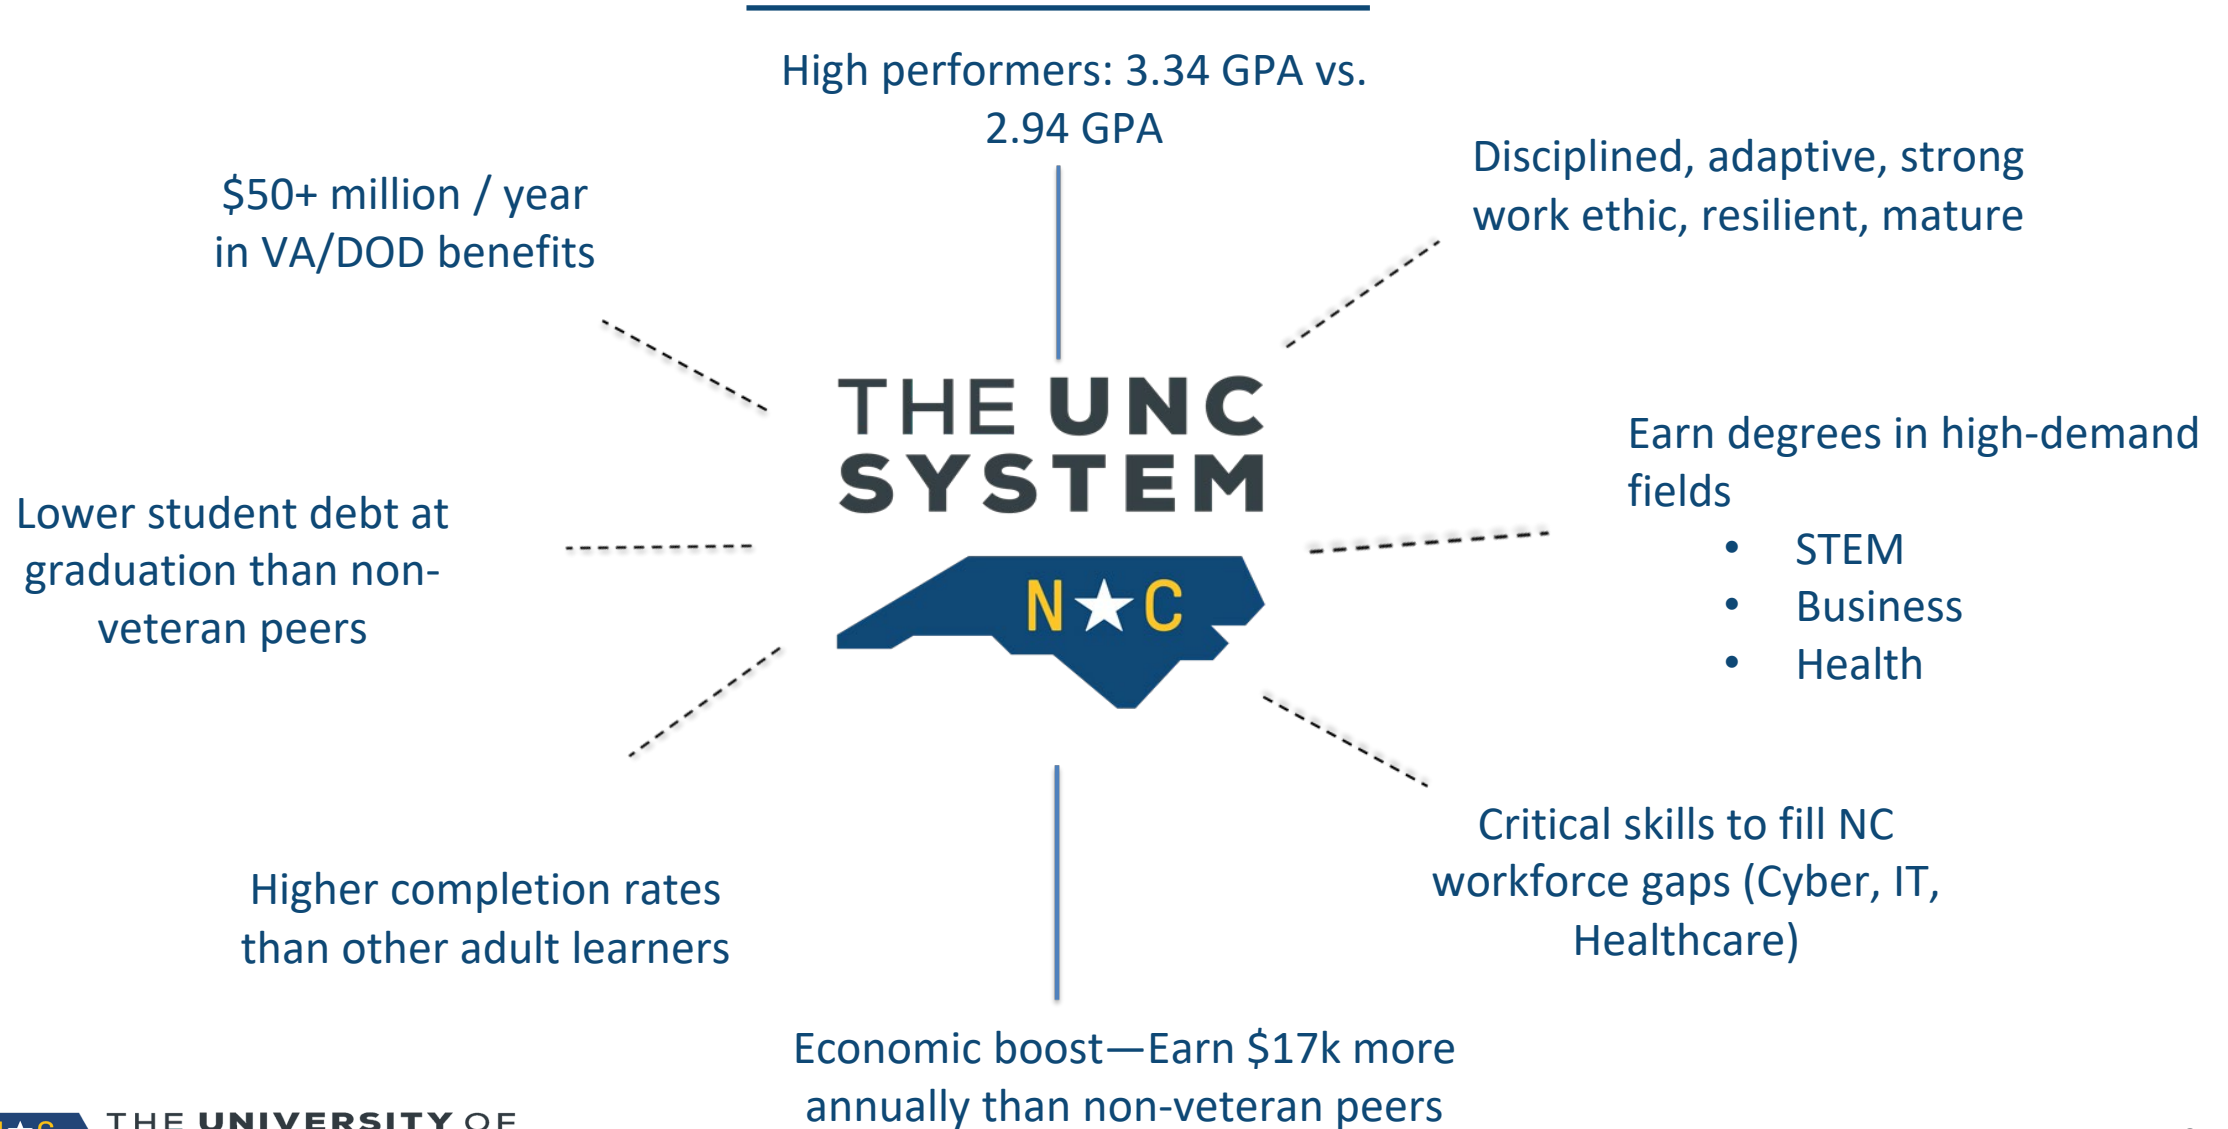 High performers: 3.34 GPA vs.
2.94 GPA
$50+ million / year
in VA/DOD benefits
Disciplined, adaptive, strong
work ethic, resilient, mature
THE UNC
SYSTEM
N C
Earn degrees in high-demand
fields
• STEM
• Business
• Health
Lower student debt at
graduation than non-
veteran peers
Critical skills to fill NC
workforce gaps (Cyber, IT,
Healthcare)
Higher completion rates
than other adult learners
Economic boost—Earn $17k more
annually than non-veteran peers
THE UNIVERSITY OF